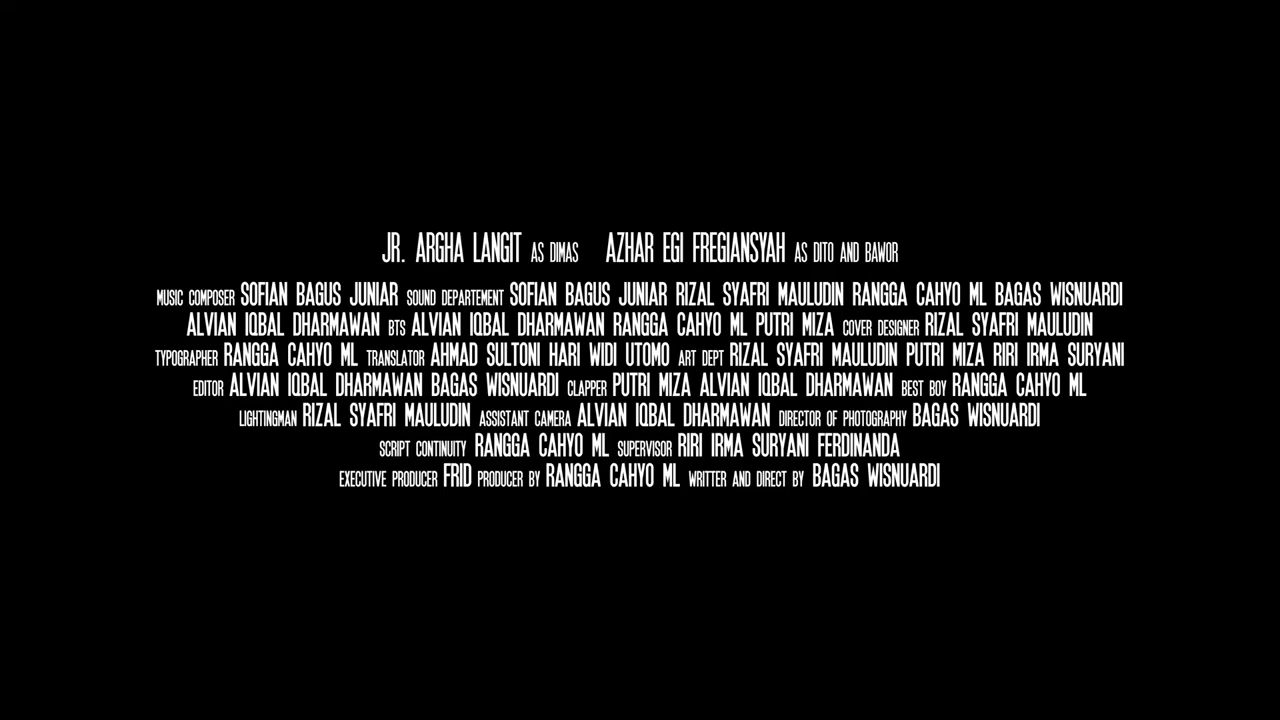 JR. ARGHA LANGIT AS DIMAS AZHAR EGI FREGIANSYAH AS DITO AND BAWOR
MUSIC COMPOSER SOFIAN BAGUS JUNIAR SOUND DEPARTEMENT SOFIAN BAGUS JUNIAR RIZAL SYAFRI MAULUDIN RANGGA CAHYO ML BAGAS WISNUARDI
ALVIAN IQBAL DHARMAWAN BTS ALVIAN IQBAL DHARMAWAN RANGGA CAHYO ML PUTRI MIZA COVER DESIGNER RIZAL SYAFRI MAULUDIN
TYPOGRAPHER RANGGA CAHYO ML TRANSLATOR AHMAD SULTONI HARI WIDI UTOMO ART DEPT RIZAL SYAFRI MAULUDIN PUTRI MIZA RIRI IRMA SURYANI
EDITOR ALVIAN IQBAL DHARMAWAN BAGAS WISNUARDI CLAPPER PUTRI MIZA ALVIAN IQBAL DHARMAWAN BEST BOY RANGGA CAHYO ML
LIGHTINGMAN RIZAL SYAFRI MAULUDIN ASSISTANT CAMERA ALVIAN IQBAL DHARMAWAN DIRECTOR OF PHOTOGRAPHY BAGAS WISNUARDI
SCRIPT CONTINUITY RANGGA CAHYO ML SUPERVISOR RIRI IRMA SURYANI FERDINANDA
EXECUTIVE PRODUCER FRID PRODUCER BY RANGGA CAHYO ML WRITTER AND DIRECT BY BAGAS WISNUARDI